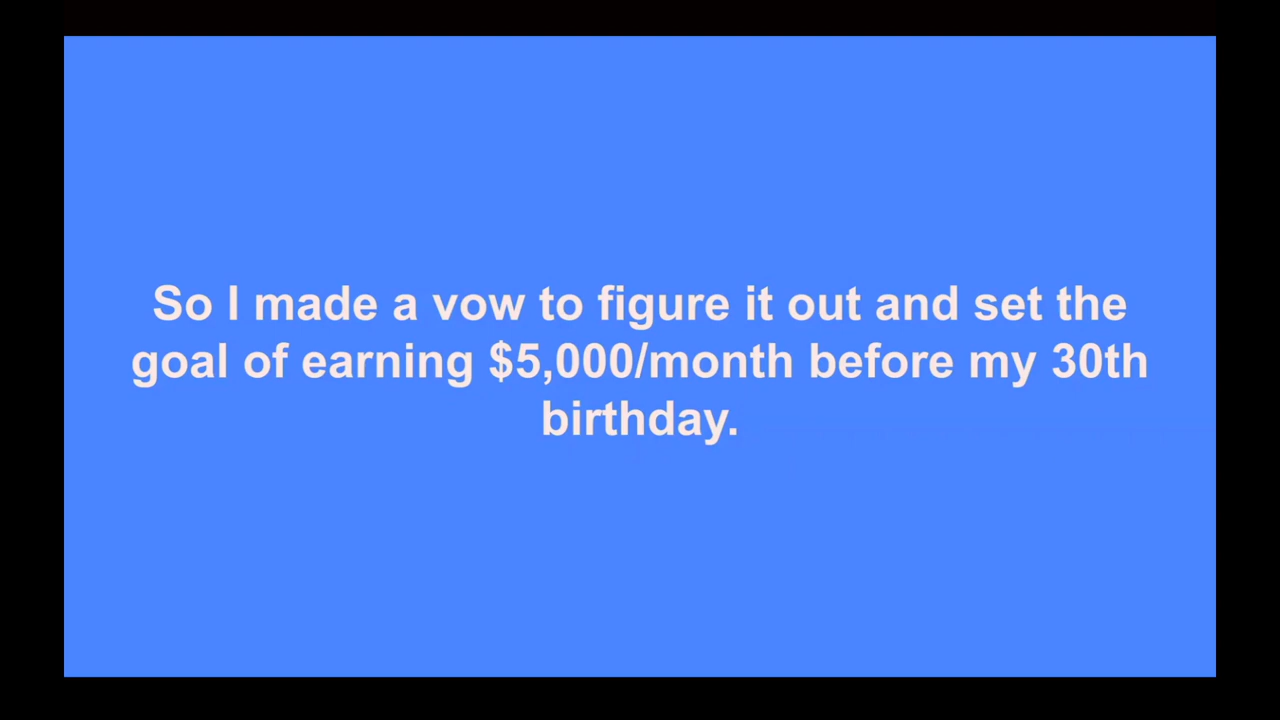 So I made a vow to figure it out and set the
goal of earning $5,000/month before my 30th
birthday.